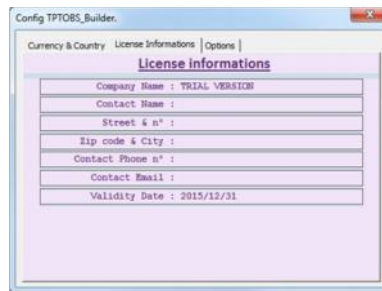 Config TPTOBS_Builder.
Currency & Country License Informations Options
License informations
Company Name : TRIAL VERSION
Contact Name :
Street & n° :
Zip code & City :
Contact Phone n° :
Contact Email :
Validity Date : 2015/12/31